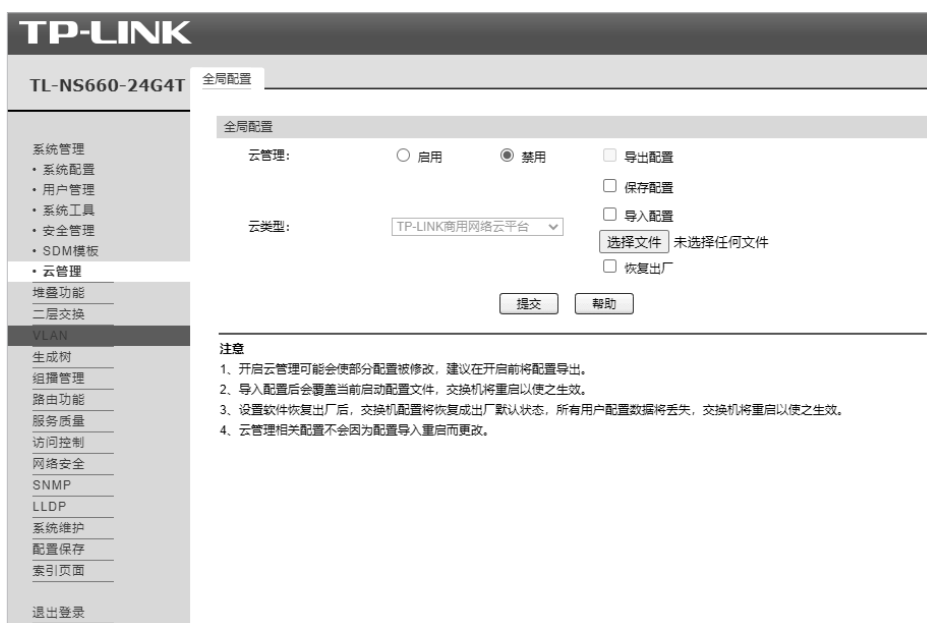 TP-LINK
TL-NS660-24G4T
全局配置
系统管理
• 系统配置
• 用户管理
• 系统工具
• 安全管理
• SDM模板
• 云管理
堆叠功能
二层交换
VLAN
生成树
组播管理
路由功能
服务质量
访问控制
网络安全
SNMP
LLDP
系统维护
配置保存
索引页面
退出登录
全局配置
云管理: 启用 禁用 导出配置
保存配置
云类型: TP-LINK商用网络云平台 导入配置
选择文件 未选择任何文件
恢复出厂
提交 帮助
注意
1、开启云管理可能会使部分配置被修改，建议在开启前将配置导出。
2、导入配置后会覆盖当前启动配置文件，交换机将重启以使之生效。
3、设置软件恢复出厂后，交换机配置将恢复成出厂默认状态，所有用户配置数据将丢失，交换机将重启以使之生效。
4、云管理相关配置不会因为配置导入重启而更改。